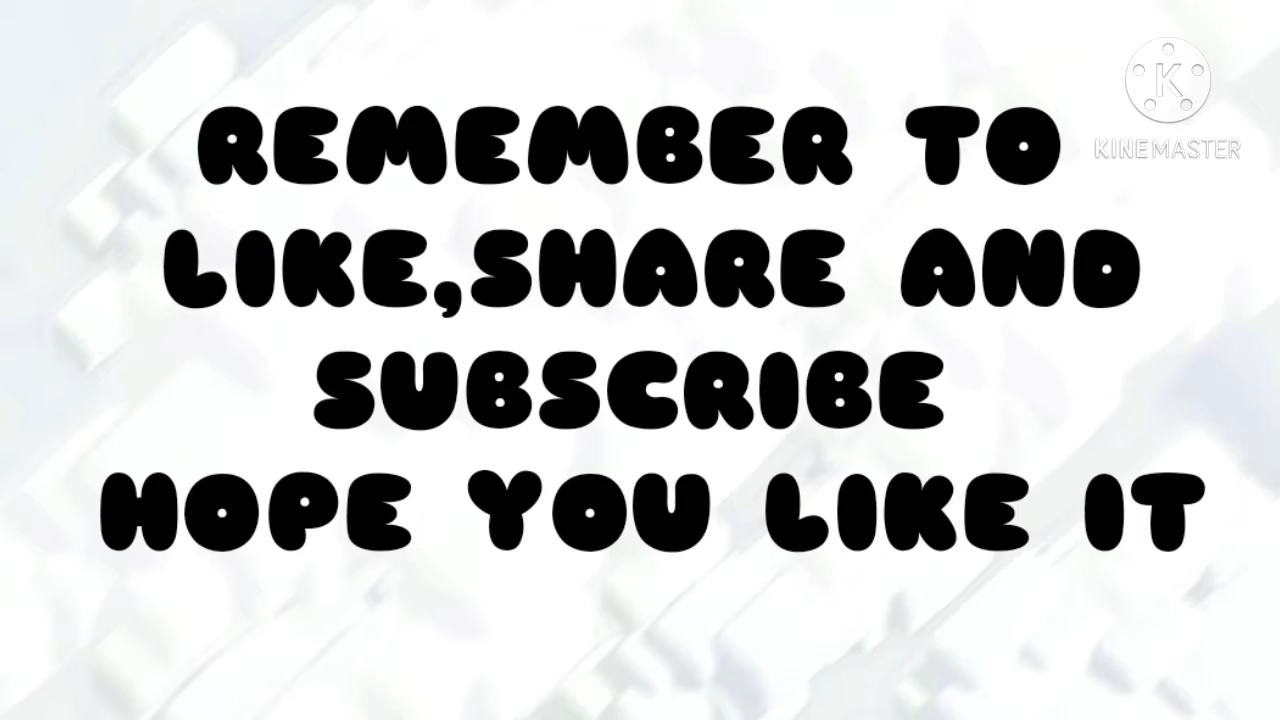 REMEMBER TO
LIKE,SHARE AND
SUBSCRIBE
HOPE YOU LIKE IT
K
KINEMASTER